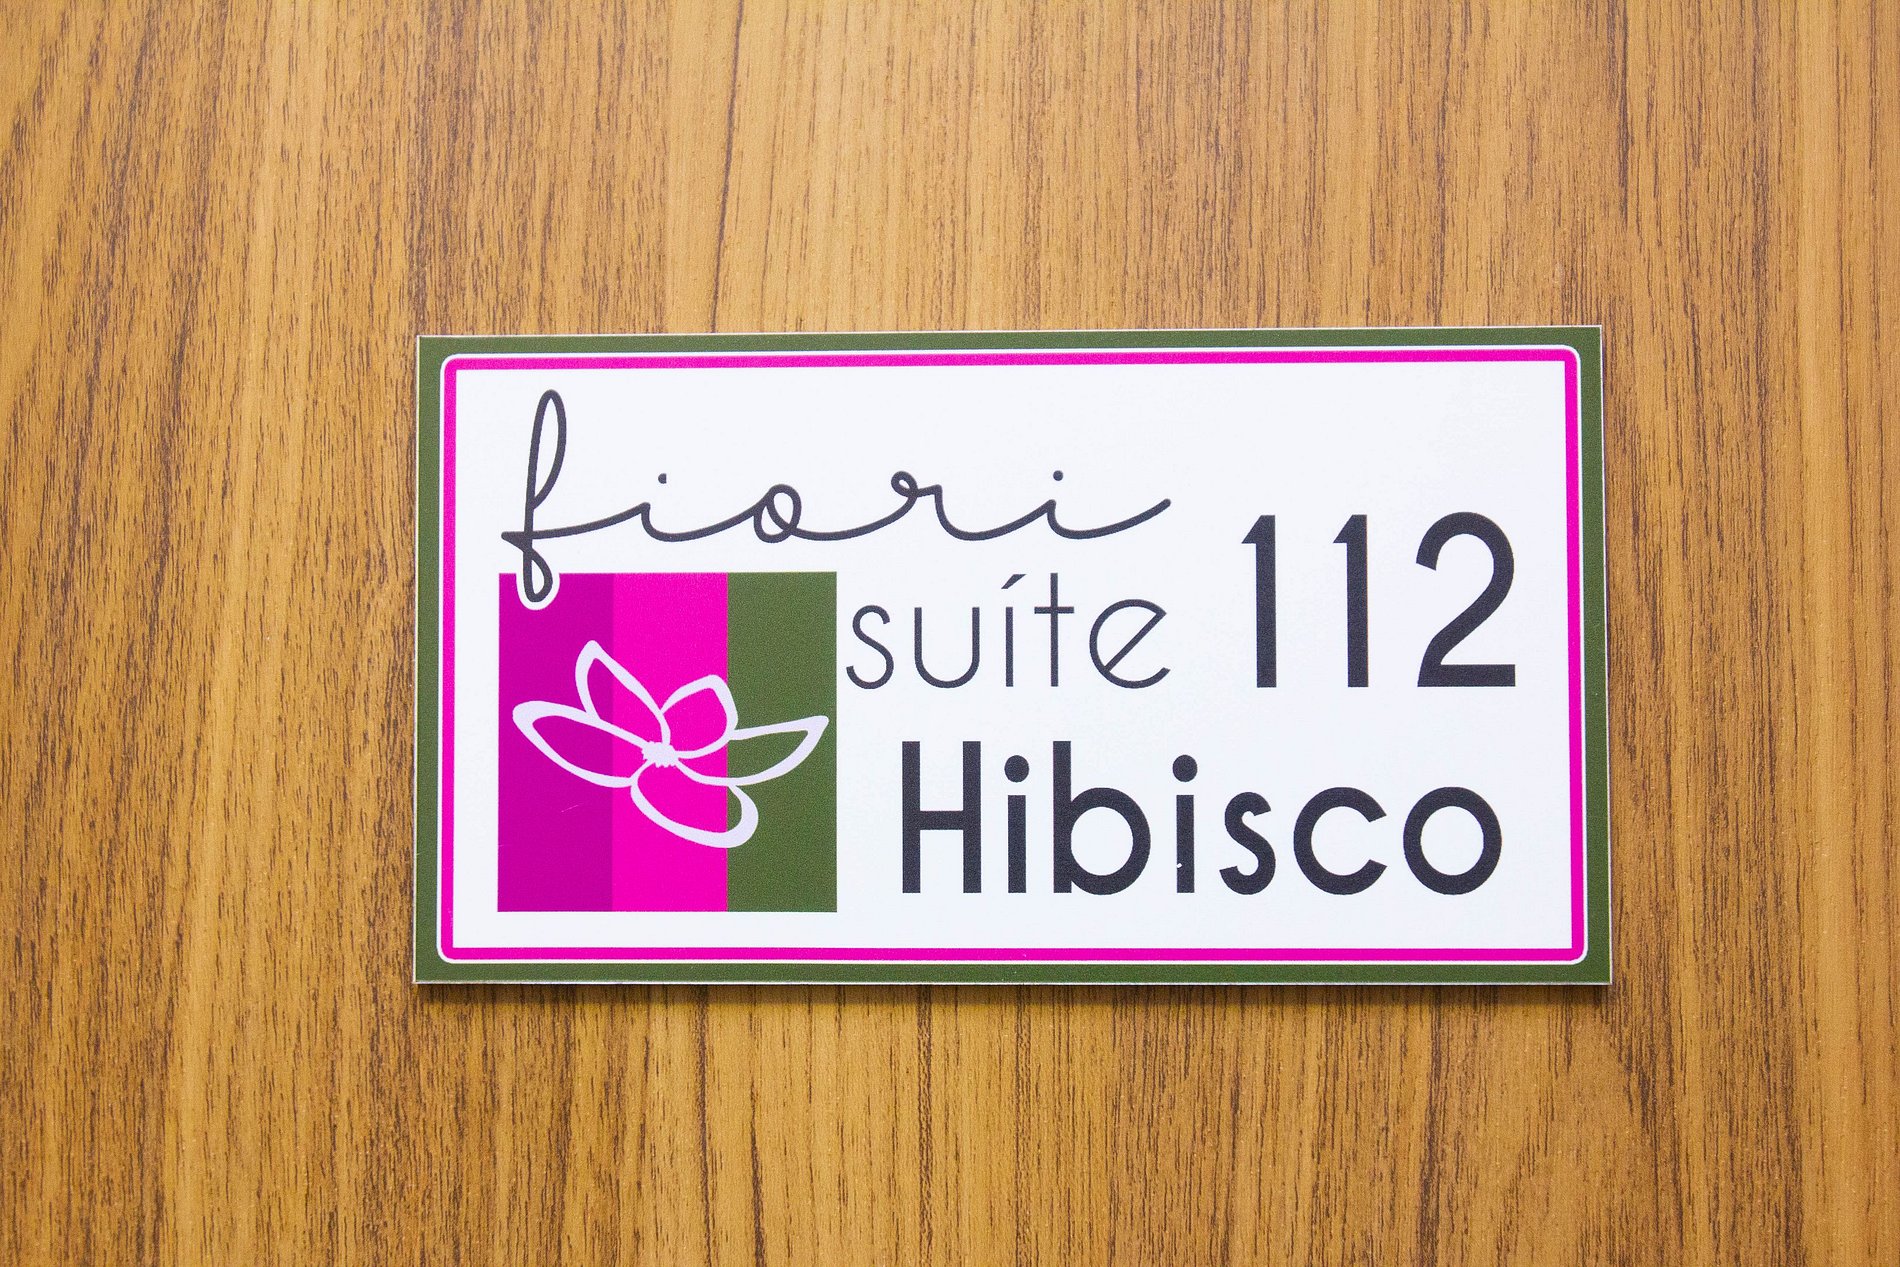 fiori
suíte 112
Hibisco